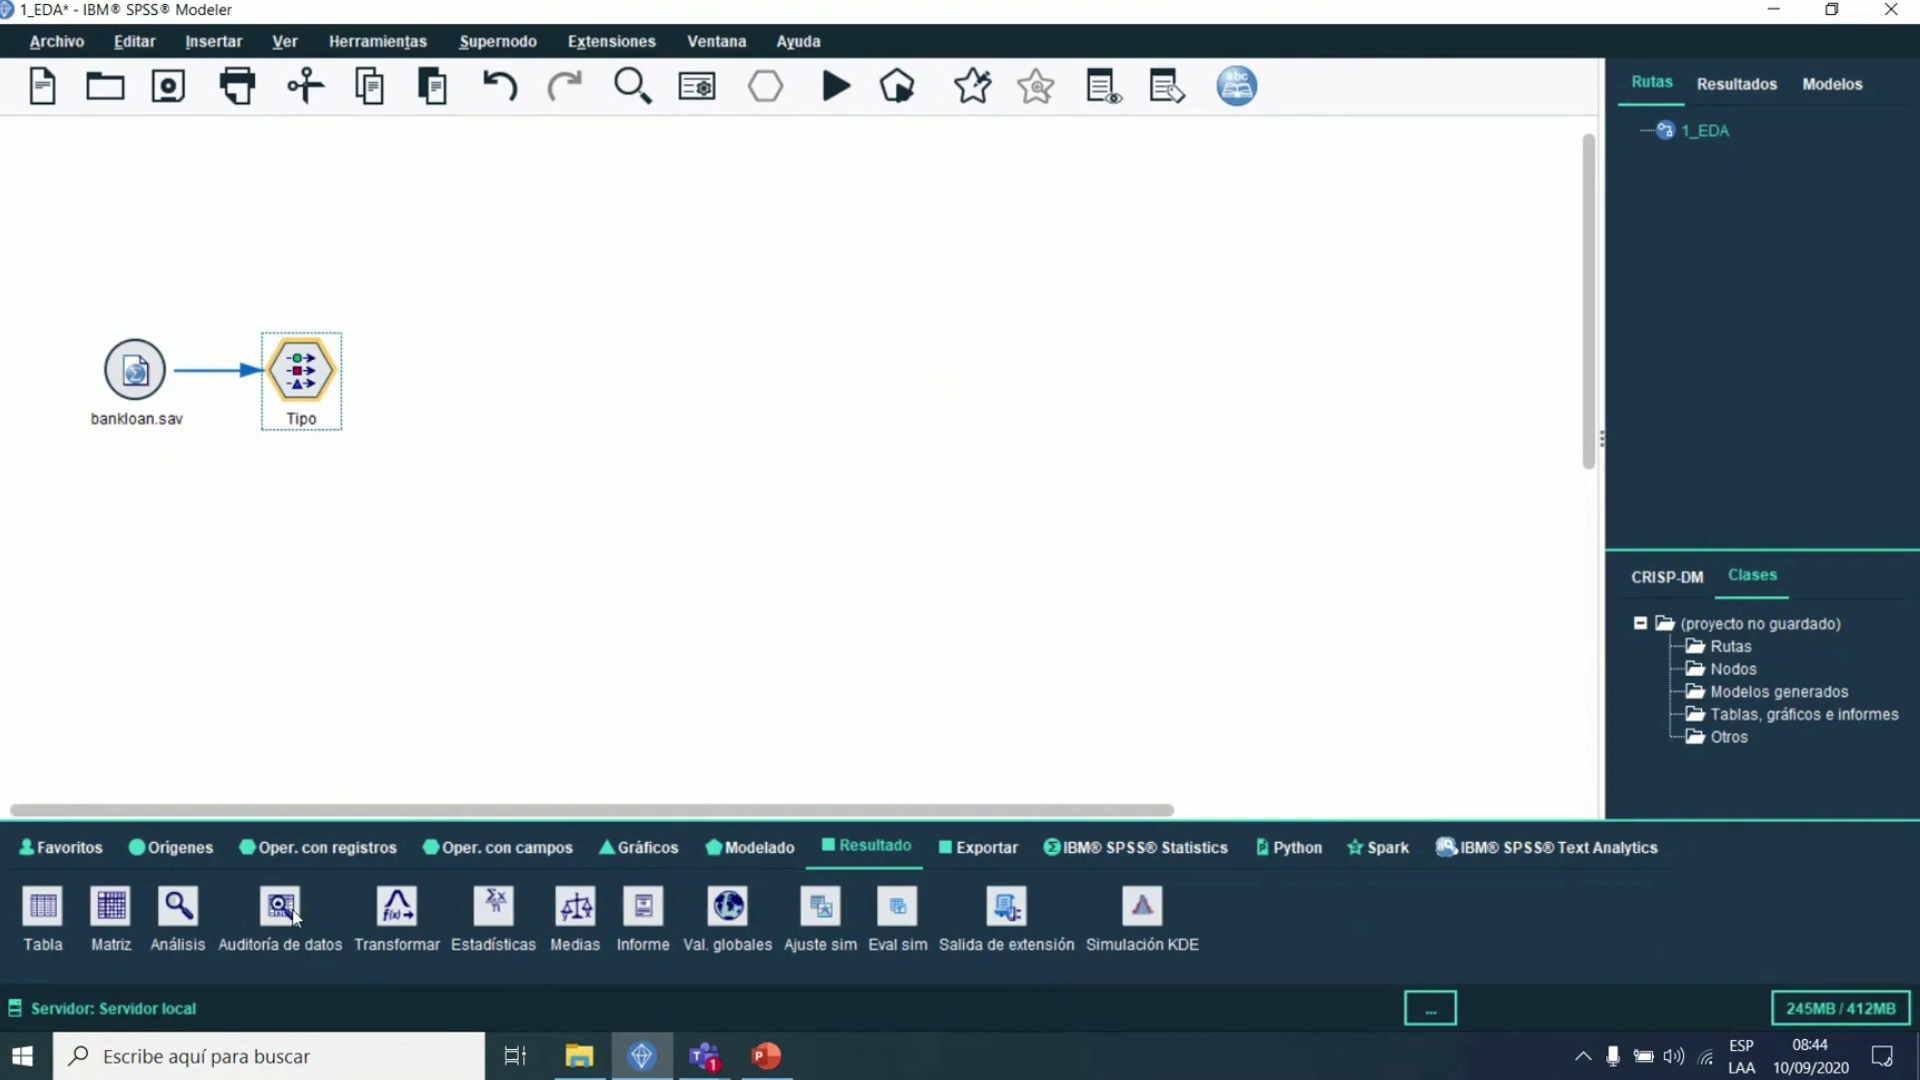 1_EDA* - IBM® SPSS® Modeler
Archivo Editar Insertar Ver Herramientas Supernodo Extensiones Ventana Ayuda
abc
Rutas Resultados Modelos
1_EDA
bankloan.sav
Tipo
CRISP-DM Clases
(proyecto no guardado)
Rutas
Nodos
Modelos generados
Tablas, gráficos e informes
Otros
Favoritos Orígenes Oper. con registros Oper. con campos Gráficos Modelado Resultado Exportar IBM® SPSS® Statistics Python Spark IBM® SPSS® Text Analytics
Tabla Matriz Análisis Auditoría de datos Transformar Estadísticas Medias Informe Val. globales Ajuste sim Eval sim Salida de extensión Simulación KDE
Servidor: Servidor local
...
245MB / 412MB
Escribe aquí para buscar
1
ESP
LAA
08:44
10/09/2020